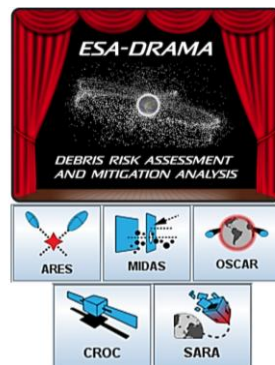 ESA-DRAMA
DEBRIS RISK ASSESSMENT
AND MITIGATION ANALYSIS
ARES
MIDAS
OSCAR
CROC
SARA